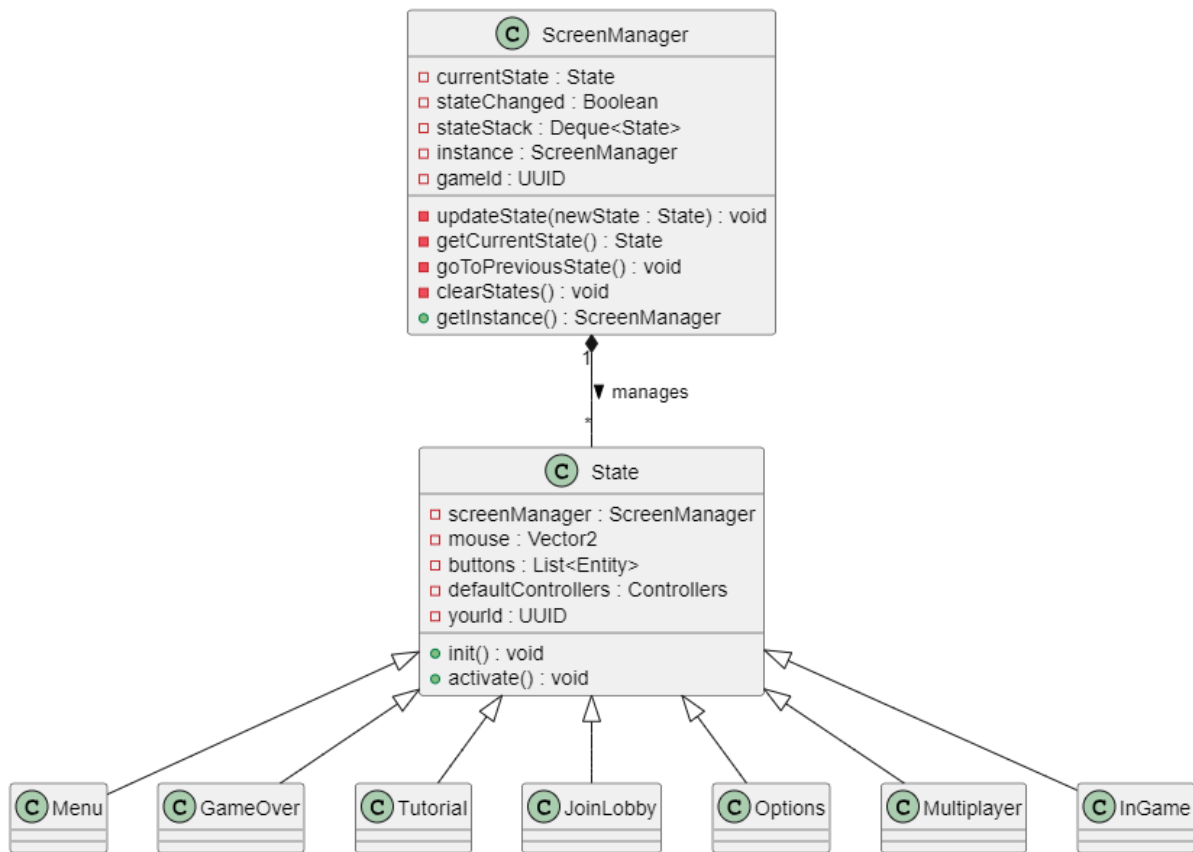 C ScreenManager
currentState : State
stateChanged : Boolean
stateStack : Deque<State>
instance : ScreenManager
gameId : UUID
updateState(newState : State) : void
getCurrentState() : State
goToPreviousState() : void
clearStates() : void
getInstance() : ScreenManager
1
manages
*
C State
screenManager : ScreenManager
mouse : Vector2
buttons : List<Entity>
defaultControllers : Controllers
yourId : UUID
init() : void
activate() : void
C Menu
C GameOver
C Tutorial
C JoinLobby
C Options
C Multiplayer
C InGame